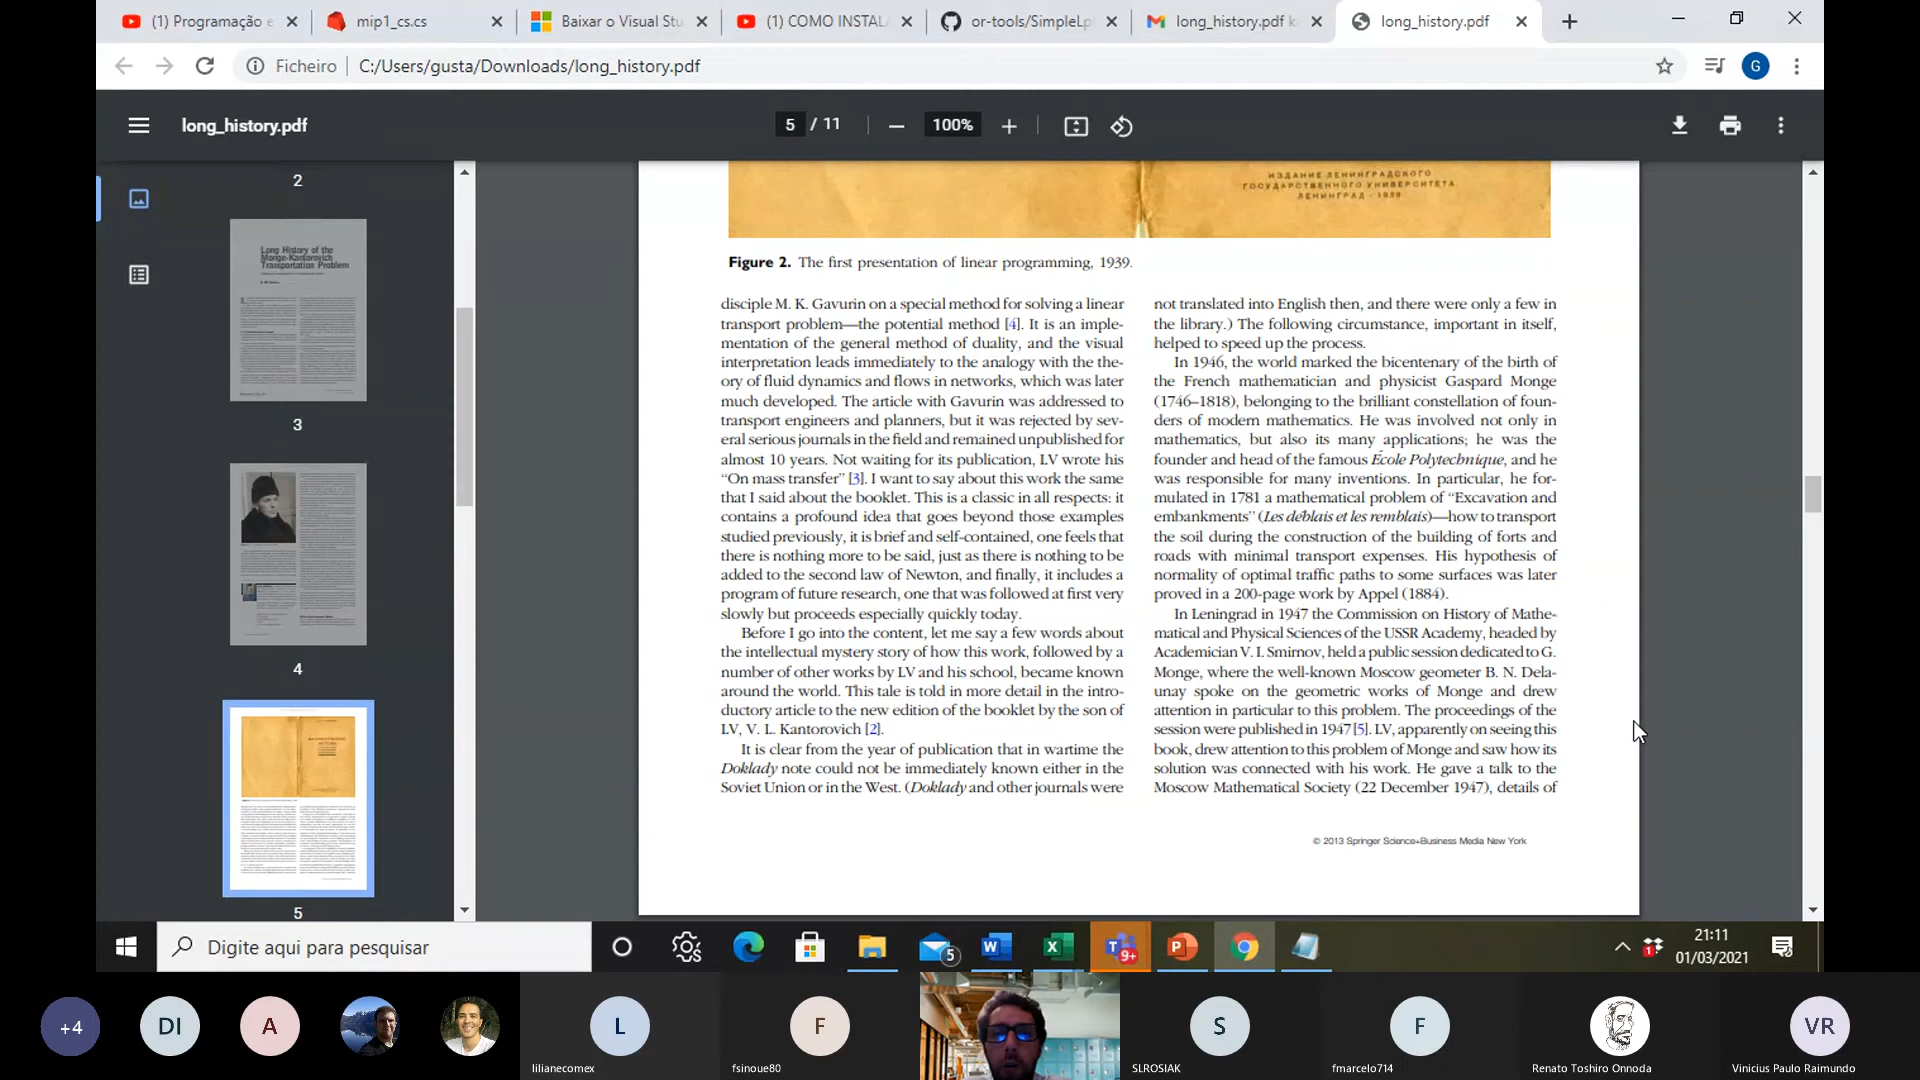 (1) Programação e
mip1_cs.cs
Baixar o Visual Stu
(1) COMO INSTAL
or-tools/SimpleLp
long_history.pdf k
long_history.pdf
Ficheiro
C:/Users/gusta/Downloads/long_history.pdf
G
long_history.pdf
5 / 11
100%
2
Long History of the
Monge-Kantorovich
Transportation Problem
3
4
5
ИЗДАНИЕ ЛЕНИНГРАДСКОГО
ГОСУДАРСТВЕННОГО УНИВЕРСИТЕТА
ЛЕНИНГРАД - 1939
Figure 2. The first presentation of linear programming, 1939.
disciple M. K. Gavurin on a special method for solving a linear
transport problem—the potential method [4]. It is an imple-
mentation of the general method of duality, and the visual
interpretation leads immediately to the analogy with the the-
ory of fluid dynamics and flows in networks, which was later
much developed. The article with Gavurin was addressed to
transport engineers and planners, but it was rejected by sev-
eral serious journals in the field and remained unpublished for
almost 10 years. Not waiting for its publication, LV wrote his
“On mass transfer” [3]. I want to say about this work the same
that I said about the booklet. This is a classic in all respects: it
contains a profound idea that goes beyond those examples
studied previously, it is brief and self-contained, one feels that
there is nothing more to be said, just as there is nothing to be
added to the second law of Newton, and finally, it includes a
program of future research, one that was followed at first very
slowly but proceeds especially quickly today.
Before I go into the content, let me say a few words about
the intellectual mystery story of how this work, followed by a
number of other works by LV and his school, became known
around the world. This tale is told in more detail in the intro-
ductory article to the new edition of the booklet by the son of
LV, V. L. Kantorovich [2].
It is clear from the year of publication that in wartime the
Doklady note could not be immediately known either in the
Soviet Union or in the West. (Doklady and other journals were
not translated into English then, and there were only a few in
the library.) The following circumstance, important in itself,
helped to speed up the process.
In 1946, the world marked the bicentenary of the birth of
the French mathematician and physicist Gaspard Monge
(1746–1818), belonging to the brilliant constellation of foun-
ders of modern mathematics. He was involved not only in
mathematics, but also its many applications; he was the
founder and head of the famous École Polytechnique, and he
was responsible for many inventions. In particular, he for-
mulated in 1781 a mathematical problem of “Excavation and
embankments” (Les déblais et les remblais)—how to transport
the soil during the construction of the building of forts and
roads with minimal transport expenses. His hypothesis of
normality of optimal traffic paths to some surfaces was later
proved in a 200-page work by Appel (1884).
In Leningrad in 1947 the Commission on History of Mathe-
matical and Physical Sciences of the USSR Academy, headed by
Academician V. I. Smirnov, held a public session dedicated to G.
Monge, where the well-known Moscow geometer B. N. Dela-
unay spoke on the geometric works of Monge and drew
attention in particular to this problem. The proceedings of the
session were published in 1947 [5]. LV, apparently on seeing this
book, drew attention to this problem of Monge and saw how its
solution was connected with his work. He gave a talk to the
Moscow Mathematical Society (22 December 1947), details of
© 2013 Springer Science+Business Media New York
Digite aqui para pesquisar
5
W
X
T
9+
P
1
21:11
01/03/2021
+4
DI
A
L
lilianecomex
F
fsinoue80
S
SLROSIAK
F
fmarcelo714
Renato Toshiro Onnoda
VR
Vinicius Paulo Raimundo